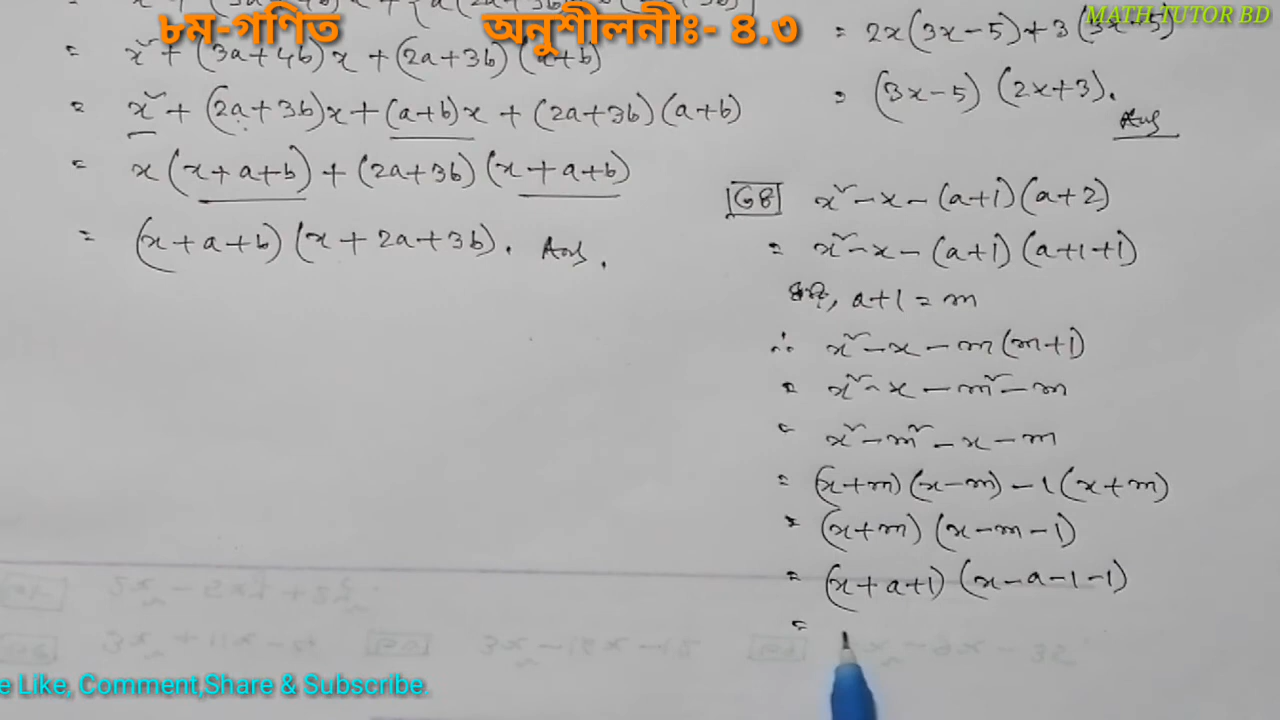 ৮ম-গণিত অনুশীলনীঃ- ৪.৩
MATH TUTOR BD
= x² + (3a+4b)x + (2a+3b)(a+b)
= x² + (2a+3b)x + (a+b)x + (2a+3b)(a+b)
= x(x+a+b) + (2a+3b)(x+a+b)
= (x+a+b)(x+2a+3b). Ans.
= 2x(3x-5)+3(3x-5)
= (3x-5)(2x+3).
Ans
x²-x-(a+1)(a+2)
= x²-x-(a+1)(a+1+1)
ধরি, a+1=m
∴ x²-x-m(m+1)
= x²-x-m²-m
= x²-m²-x-m
= (x+m)(x-m)-1(x+m)
= (x+m)(x-m-1)
= (x+a+1)(x-a-1-1)
=
e Like, Comment,Share & Subscribe.